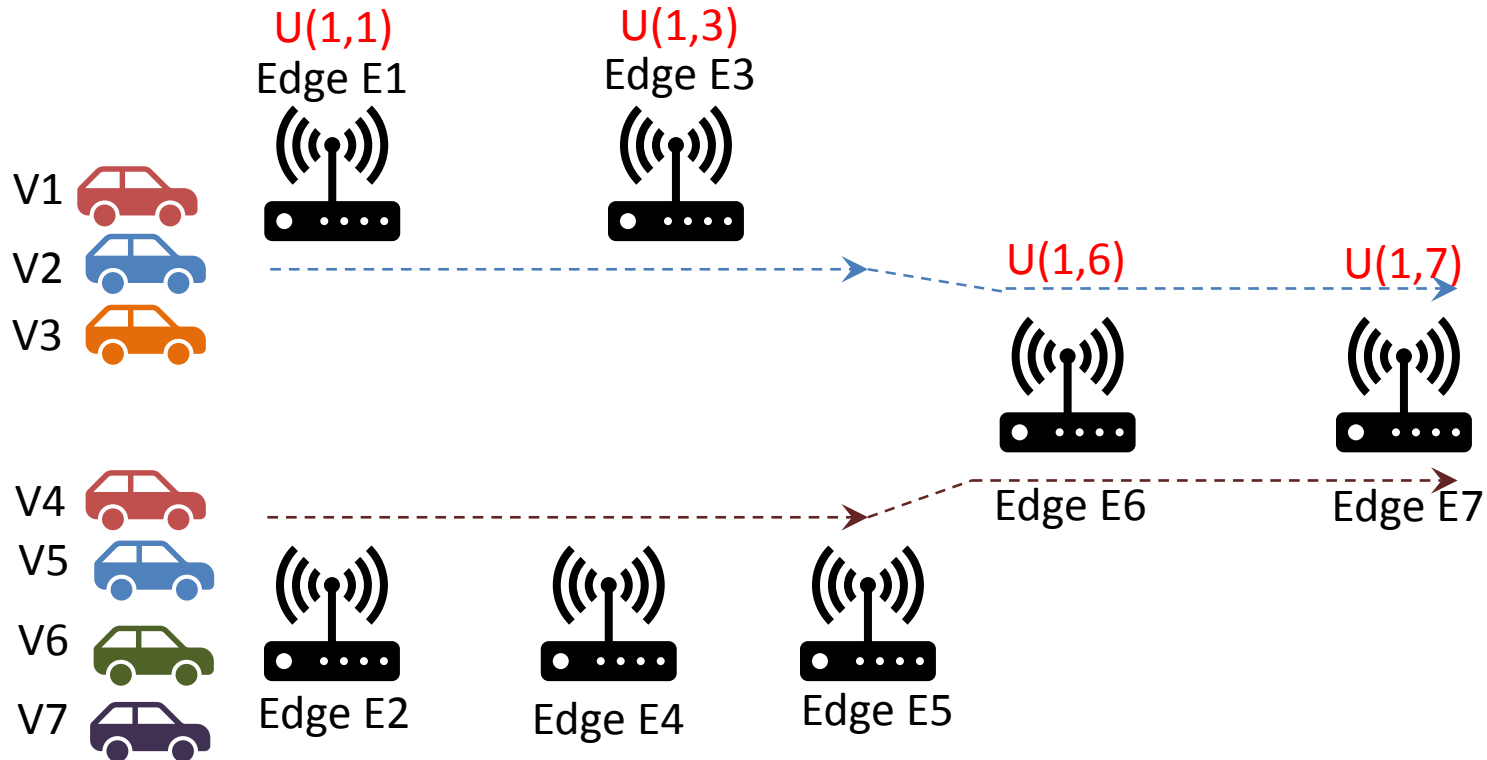 U(1,1)
Edge E1
U(1,3)
Edge E3
V1
V2
V3
U(1,6)
U(1,7)
V4
V5
V6
V7
Edge E6
Edge E7
Edge E2
Edge E4
Edge E5